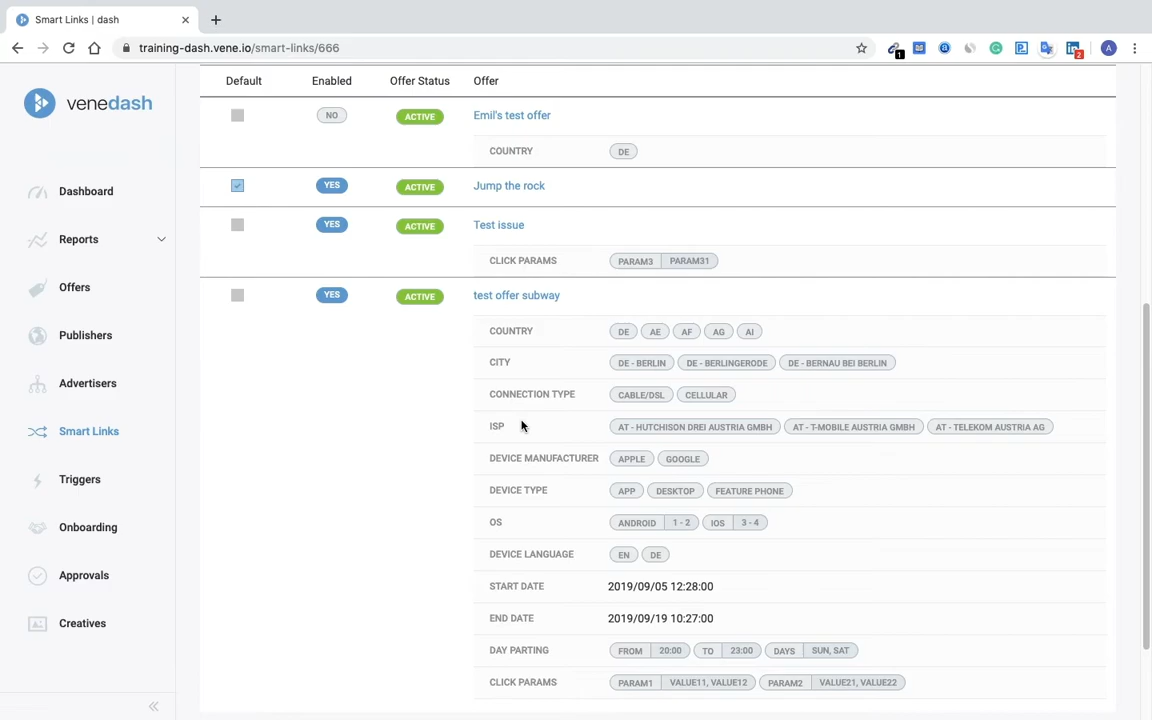 Smart Links | dash
training-dash.vene.io/smart-links/666
1
2
A
venedash
Dashboard
Reports
Offers
Publishers
Advertisers
Smart Links
Triggers
Onboarding
Approvals
Creatives
Default Enabled Offer Status Offer
NO ACTIVE Emil's test offer
COUNTRY DE
YES ACTIVE Jump the rock
YES ACTIVE Test issue
CLICK PARAMS PARAM3 PARAM31
YES ACTIVE test offer subway
COUNTRY DE AE AF AG AI
CITY DE - BERLIN DE - BERLINGERODE DE - BERNAU BEI BERLIN
CONNECTION TYPE CABLE/DSL CELLULAR
ISP AT - HUTCHISON DREI AUSTRIA GMBH AT - T-MOBILE AUSTRIA GMBH AT - TELEKOM AUSTRIA AG
DEVICE MANUFACTURER APPLE GOOGLE
DEVICE TYPE APP DESKTOP FEATURE PHONE
OS ANDROID 1 - 2 IOS 3 - 4
DEVICE LANGUAGE EN DE
START DATE 2019/09/05 12:28:00
END DATE 2019/09/19 10:27:00
DAY PARTING FROM 20:00 TO 23:00 DAYS SUN, SAT
CLICK PARAMS PARAM1 VALUE11, VALUE12 PARAM2 VALUE21, VALUE22